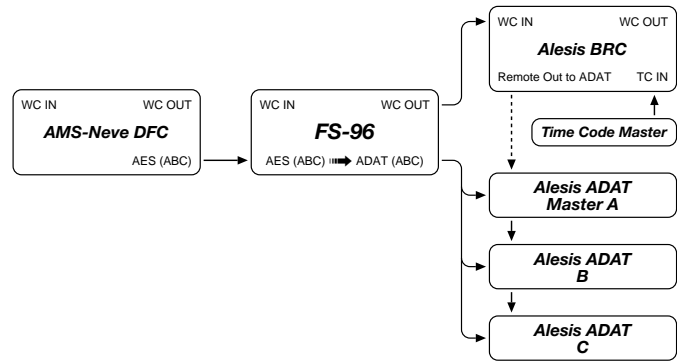 WC IN WC OUT
Alesis BRC
Remote Out to ADAT TC IN
WC IN WC OUT
AMS-Neve DFC
AES (ABC)
WC IN WC OUT
FS-96
AES (ABC) ADAT (ABC)
Time Code Master
Alesis ADAT
Master A
Alesis ADAT
B
Alesis ADAT
C